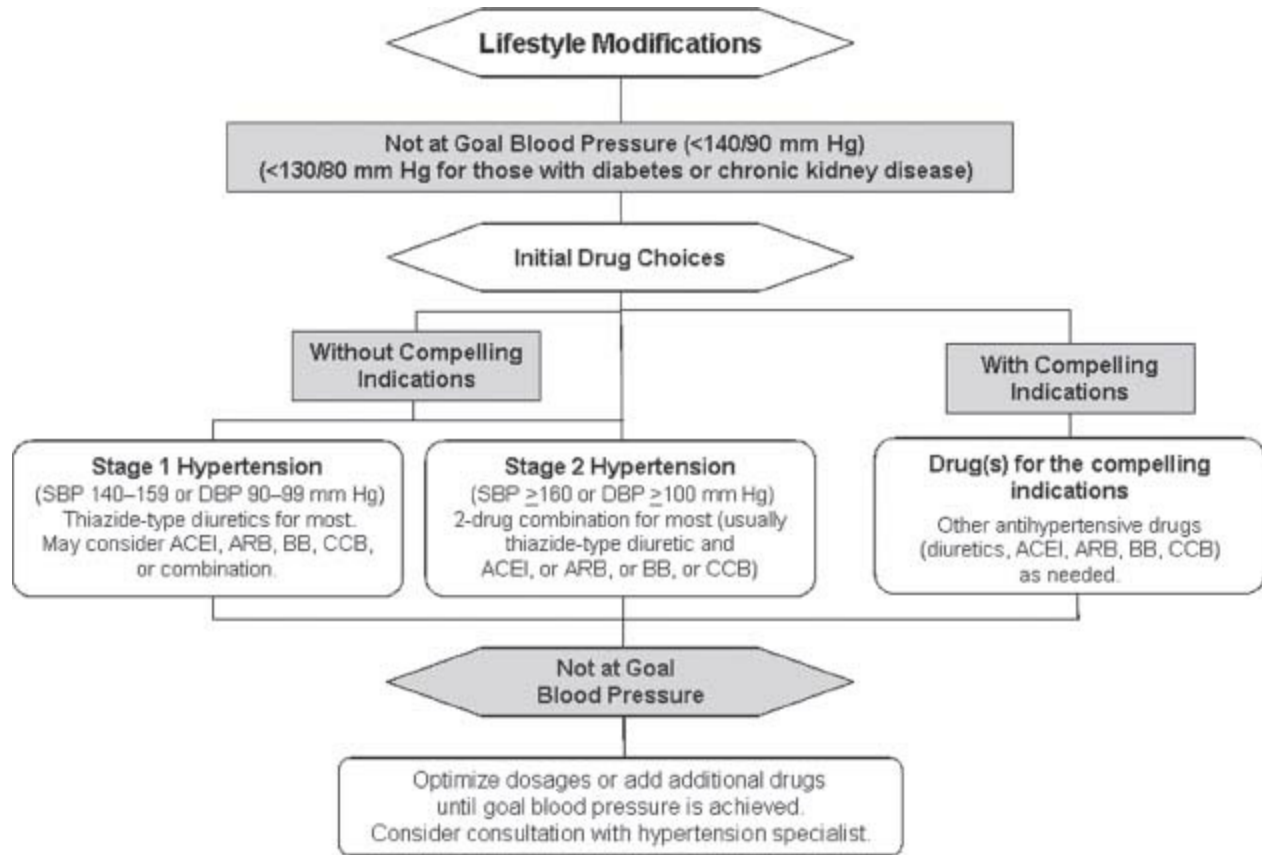 Lifestyle Modifications
Not at Goal Blood Pressure (<140/90 mm Hg)
(<130/80 mm Hg for those with diabetes or chronic kidney disease)
Initial Drug Choices
Without Compelling
Indications
With Compelling
Indications
Stage 1 Hypertension
(SBP 140–159 or DBP 90–99 mm Hg)
Thiazide-type diuretics for most.
May consider ACEI, ARB, BB, CCB,
or combination.
Stage 2 Hypertension
(SBP ≥160 or DBP ≥100 mm Hg)
2-drug combination for most (usually
thiazide-type diuretic and
ACEI, or ARB, or BB, or CCB)
Drug(s) for the compelling
indications
Other antihypertensive drugs
(diuretics, ACEI, ARB, BB, CCB)
as needed.
Not at Goal
Blood Pressure
Optimize dosages or add additional drugs
until goal blood pressure is achieved.
Consider consultation with hypertension specialist.